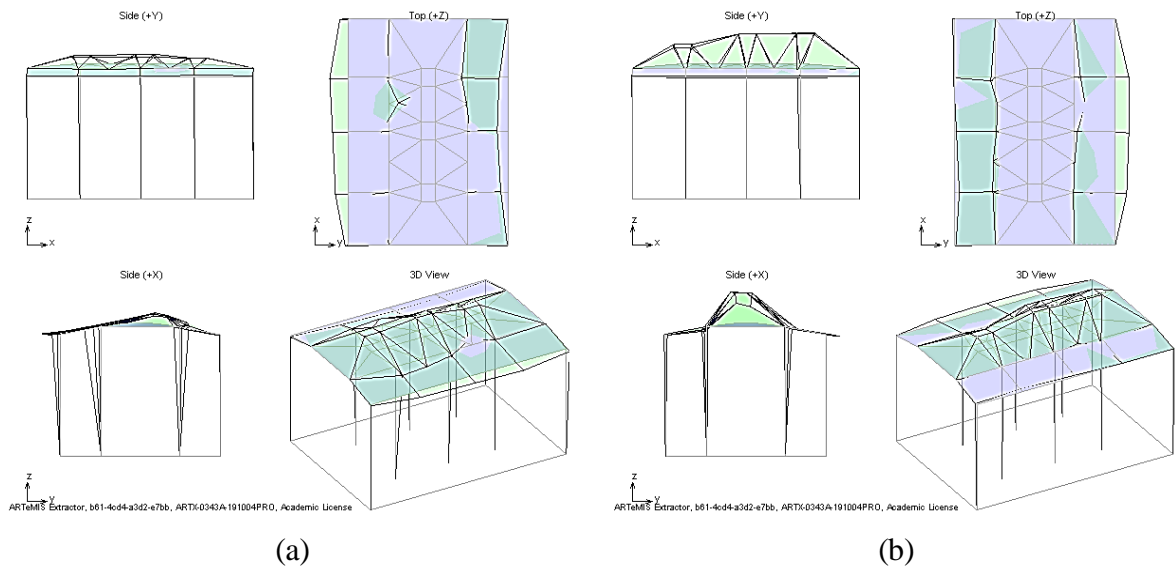 Side (+Y)
Top (+Z)
z
x
x
y
Side (+X)
3D View
z
y
ARTeMIS Extractor, b61-4cd4-a3d2-e7bb, ARTX-0343A-191004PRO, Academic License
(a)
Side (+Y)
Top (+Z)
z
x
x
y
Side (+X)
3D View
z
y
ARTeMIS Extractor, b61-4cd4-a3d2-e7bb, ARTX-0343A-191004PRO, Academic License
(b)